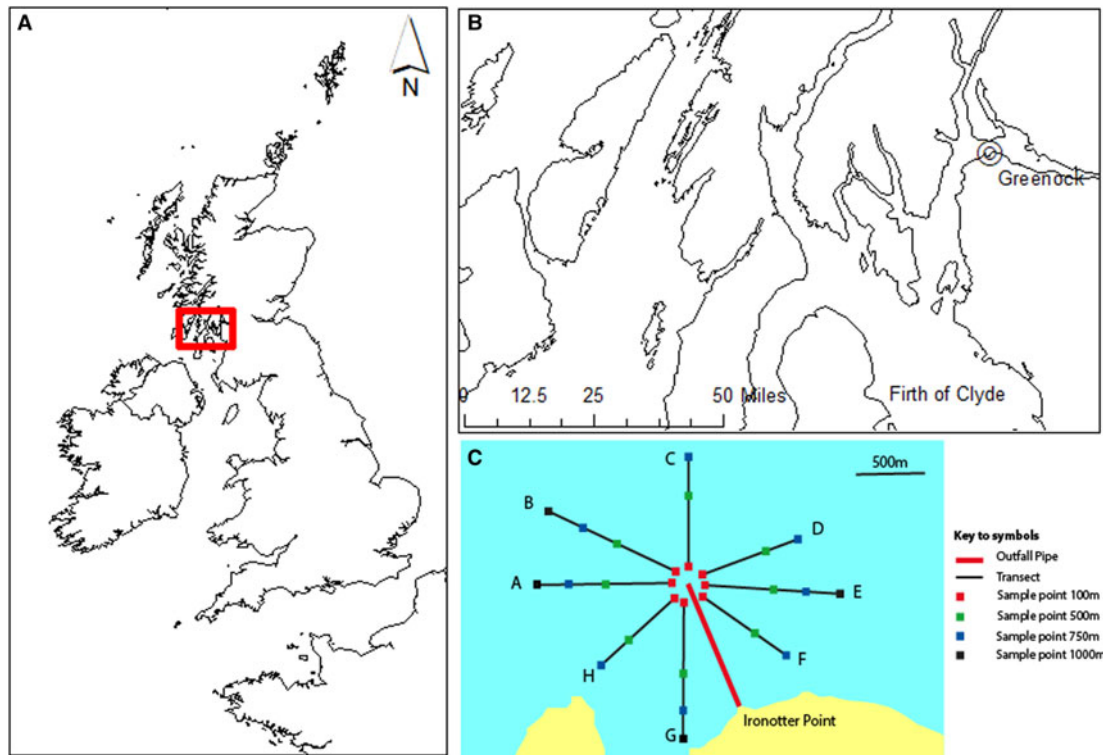 A
N
B
Greenock
0 12.5 25 50 Miles
Firth of Clyde
C
500m
C
B
D
A
E
H
F
G
Ironotter Point
Key to symbols
Outfall Pipe
Transect
Sample point 100m
Sample point 500m
Sample point 750m
Sample point 1000m